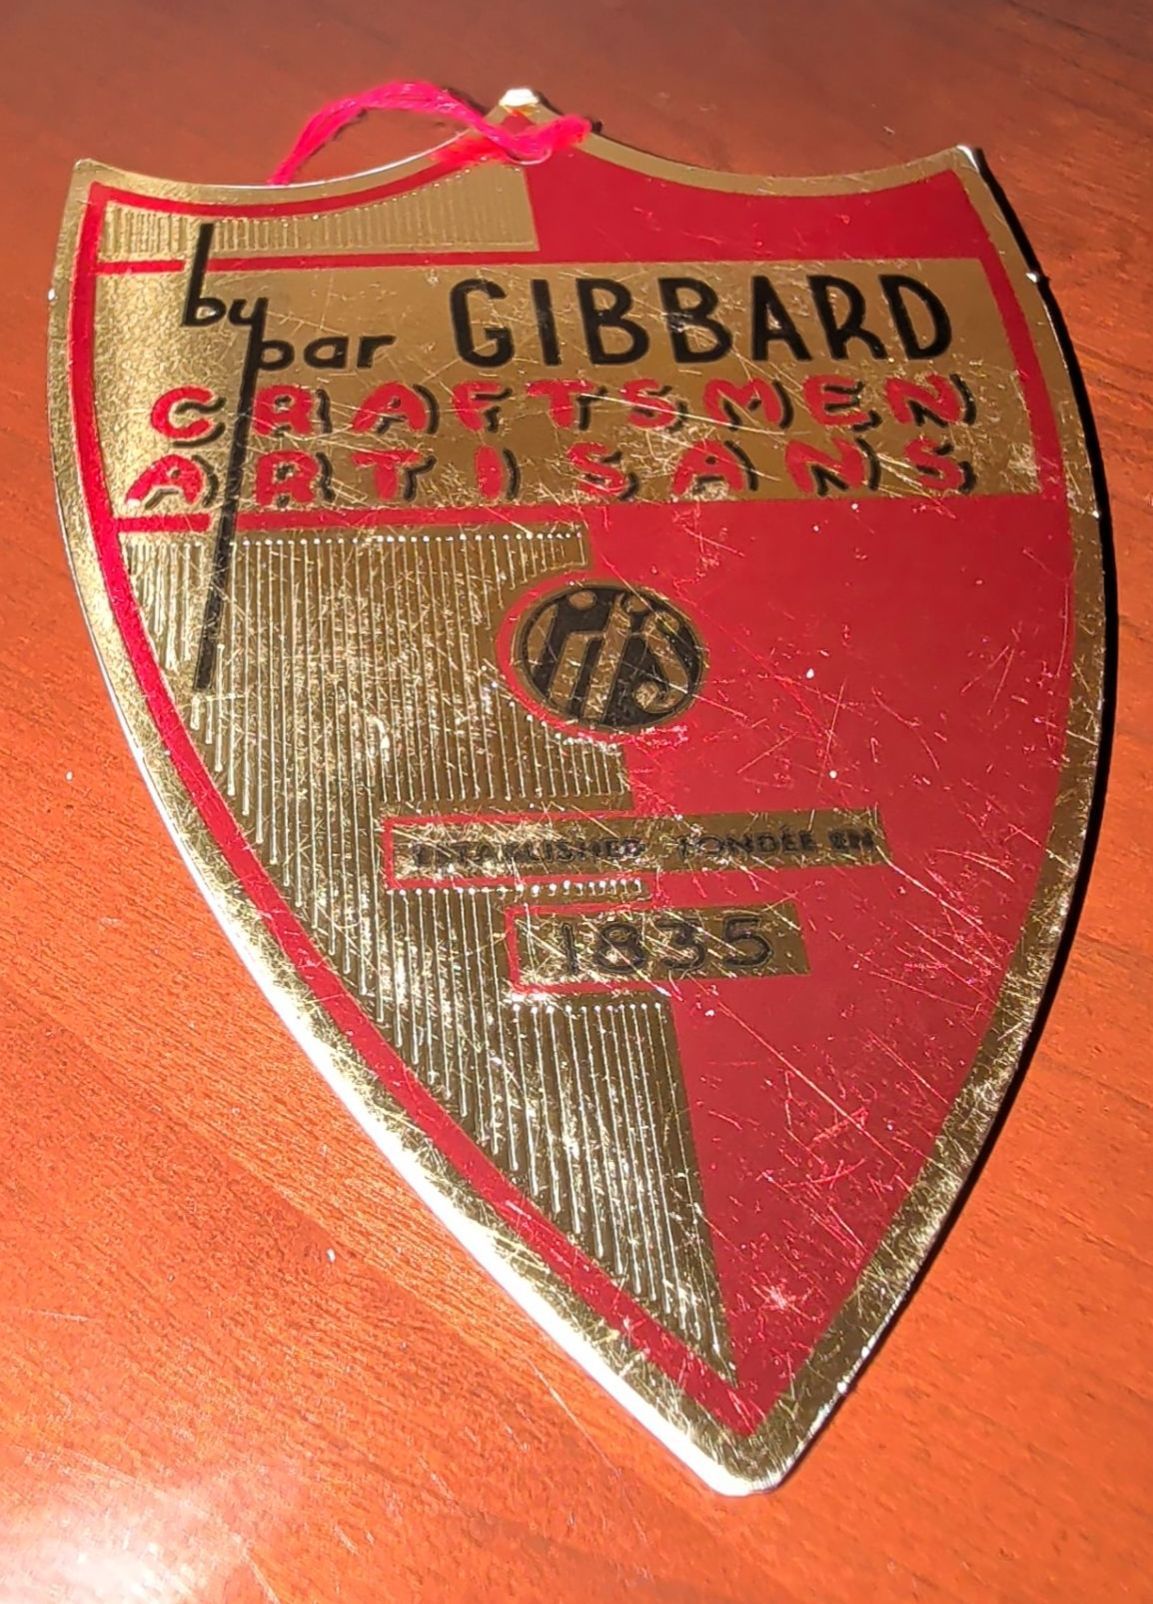 by
par GIBBARD
CRAFTSMEN
ARTISANS
ESTABLISHED FONDÉE EN
1835